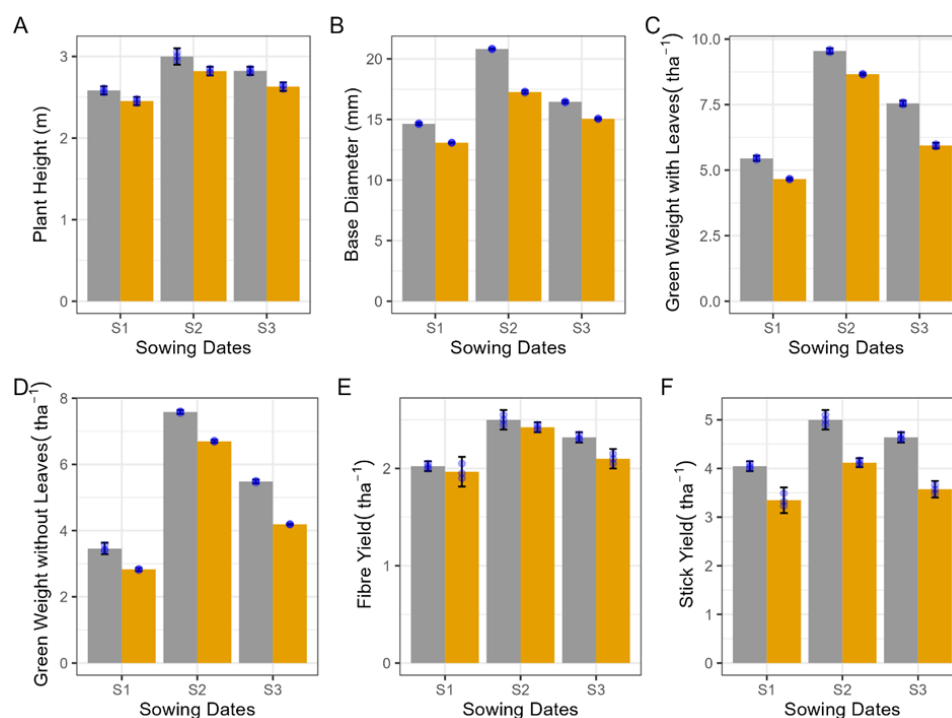 A
Plant Height (m)
3
2
1
0
S1 S2 S3
Sowing Dates
B
Base Diameter (mm)
20
15
10
5
0
S1 S2 S3
Sowing Dates
C
Green Weight with Leaves( tha⁻¹)
10.0
7.5
5.0
2.5
0.0
S1 S2 S3
Sowing Dates
D
Green Weight without Leaves( tha⁻¹)
8
6
4
2
0
S1 S2 S3
Sowing Dates
E
Fibre Yield( tha⁻¹)
2
1
0
S1 S2 S3
Sowing Dates
F
Stick Yield( tha⁻¹)
5
4
3
2
1
0
S1 S2 S3
Sowing Dates